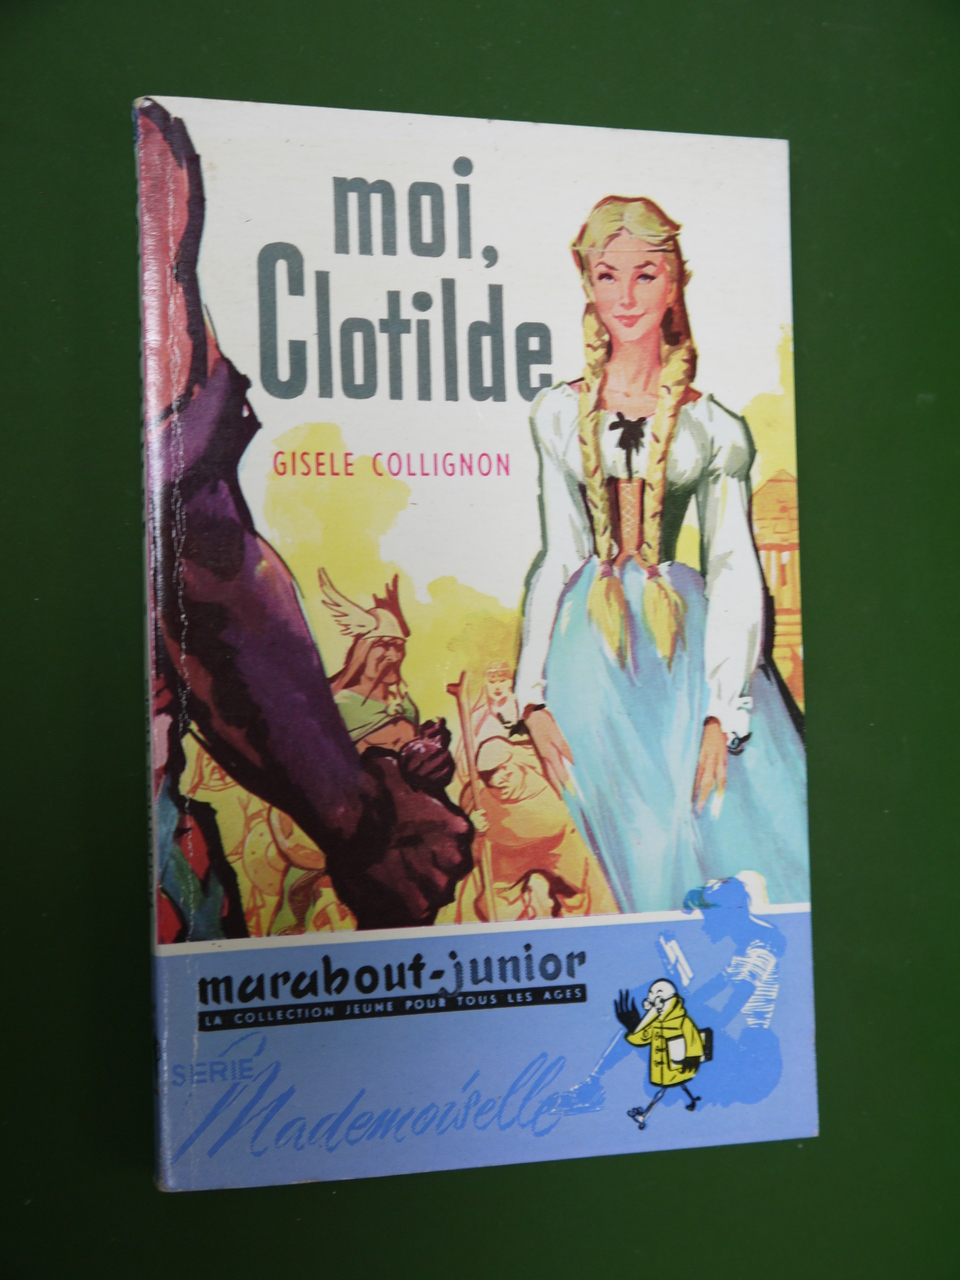 moi,
Clotilde
GISELE COLLIGNON
marabout-junior
LA COLLECTION JEUNE POUR TOUS LES AGES
SERIE
Mademoiselle